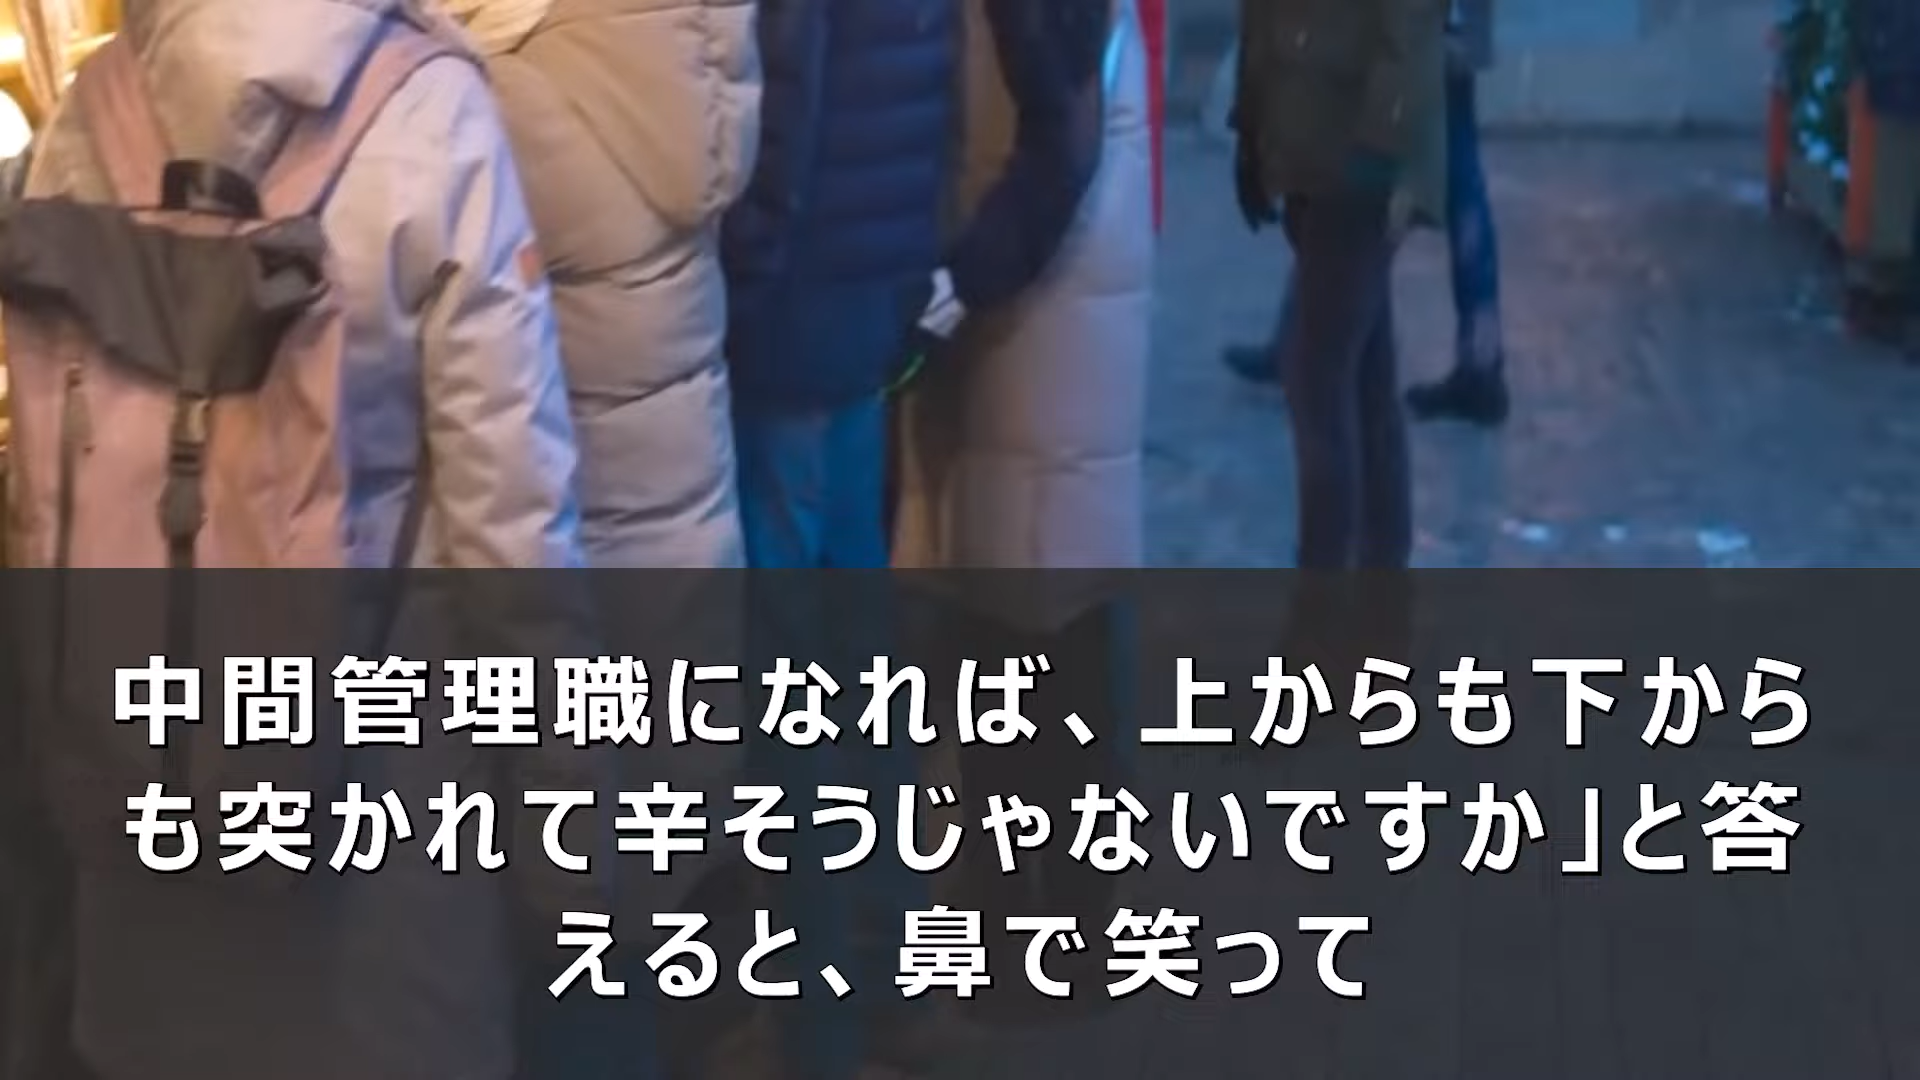 中間管理職になれば、上からも下から
も突かれて辛そうじゃないですか」と答
えると、鼻で笑って